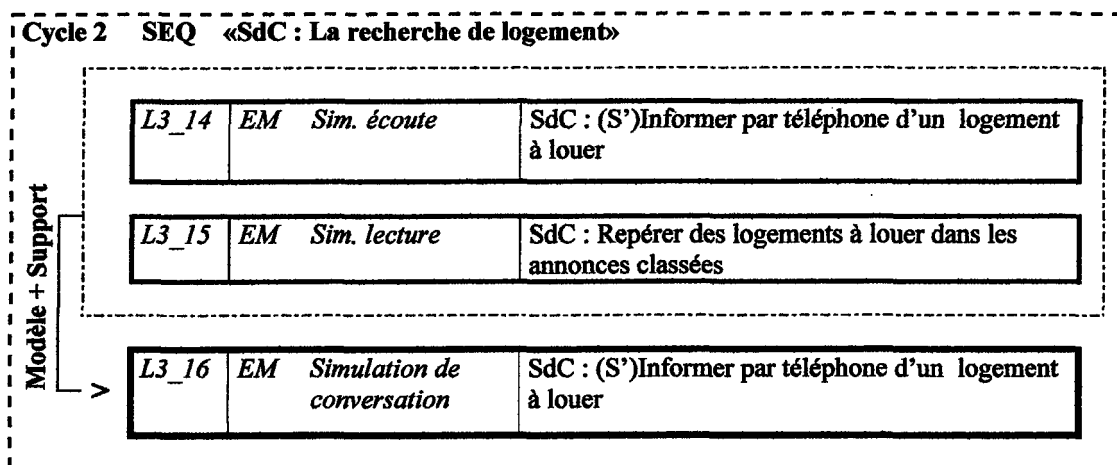 Cycle 2 SEQ «SdC : La recherche de logement»
L3_14 EM Sim. écoute SdC : (S')Informer par téléphone d'un logement
à louer
L3_15 EM Sim. lecture SdC : Repérer des logements à louer dans les
annonces classées
Modèle + Support
L3_16 EM Simulation de SdC : (S')Informer par téléphone d'un logement
conversation à louer